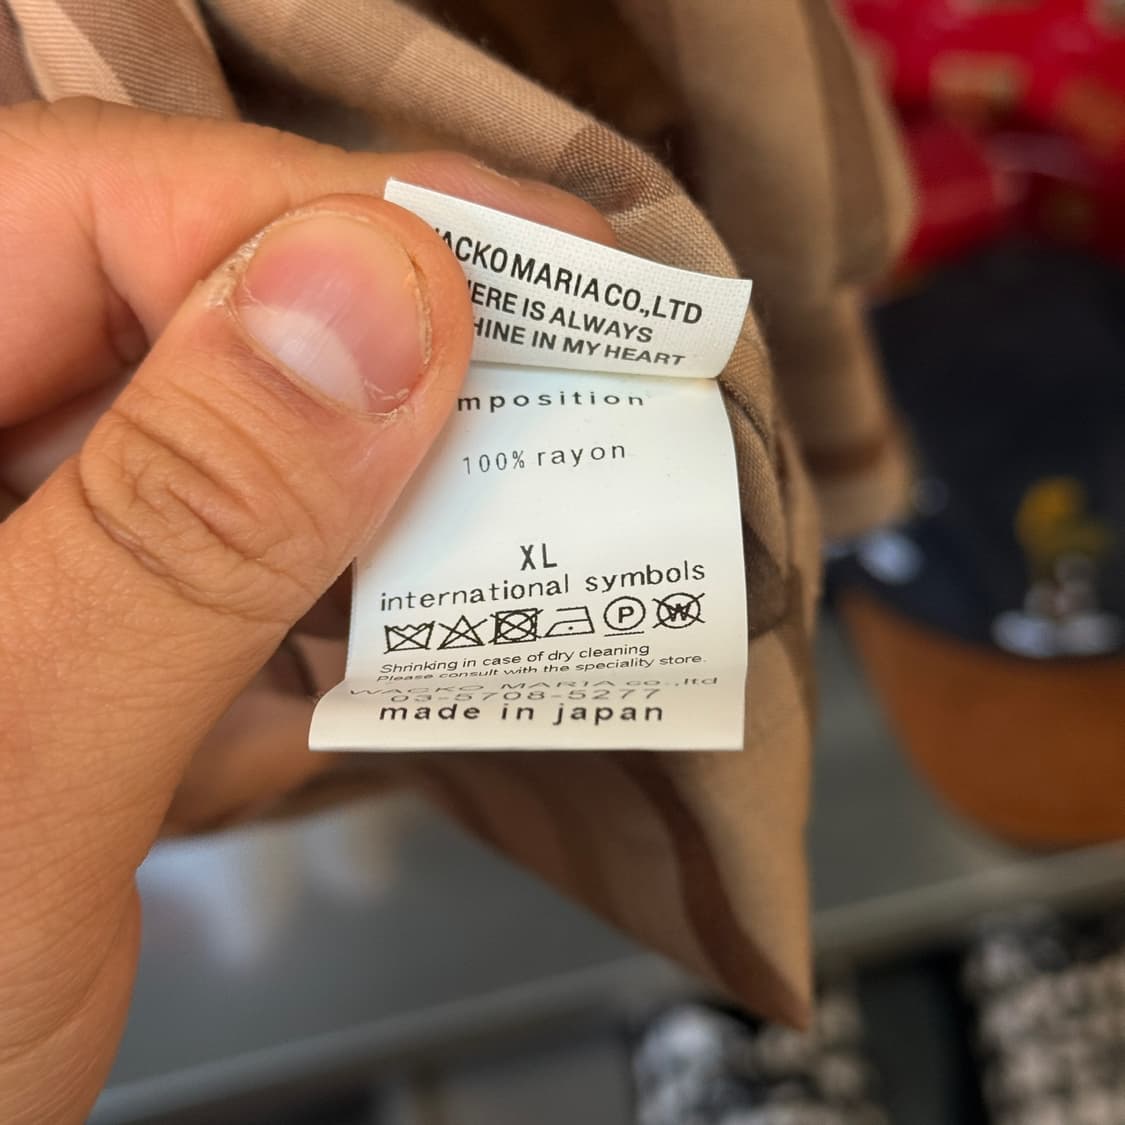 ACKO MARIA CO.,LTD
ERE IS ALWAYS
HINE IN MY HEART
mposition
100% rayon
XL
international symbols
P W
Shrinking in case of dry cleaning
Please consult with the speciality store.
WACKO MARIA co.,ltd
03-5708-5277
made in japan